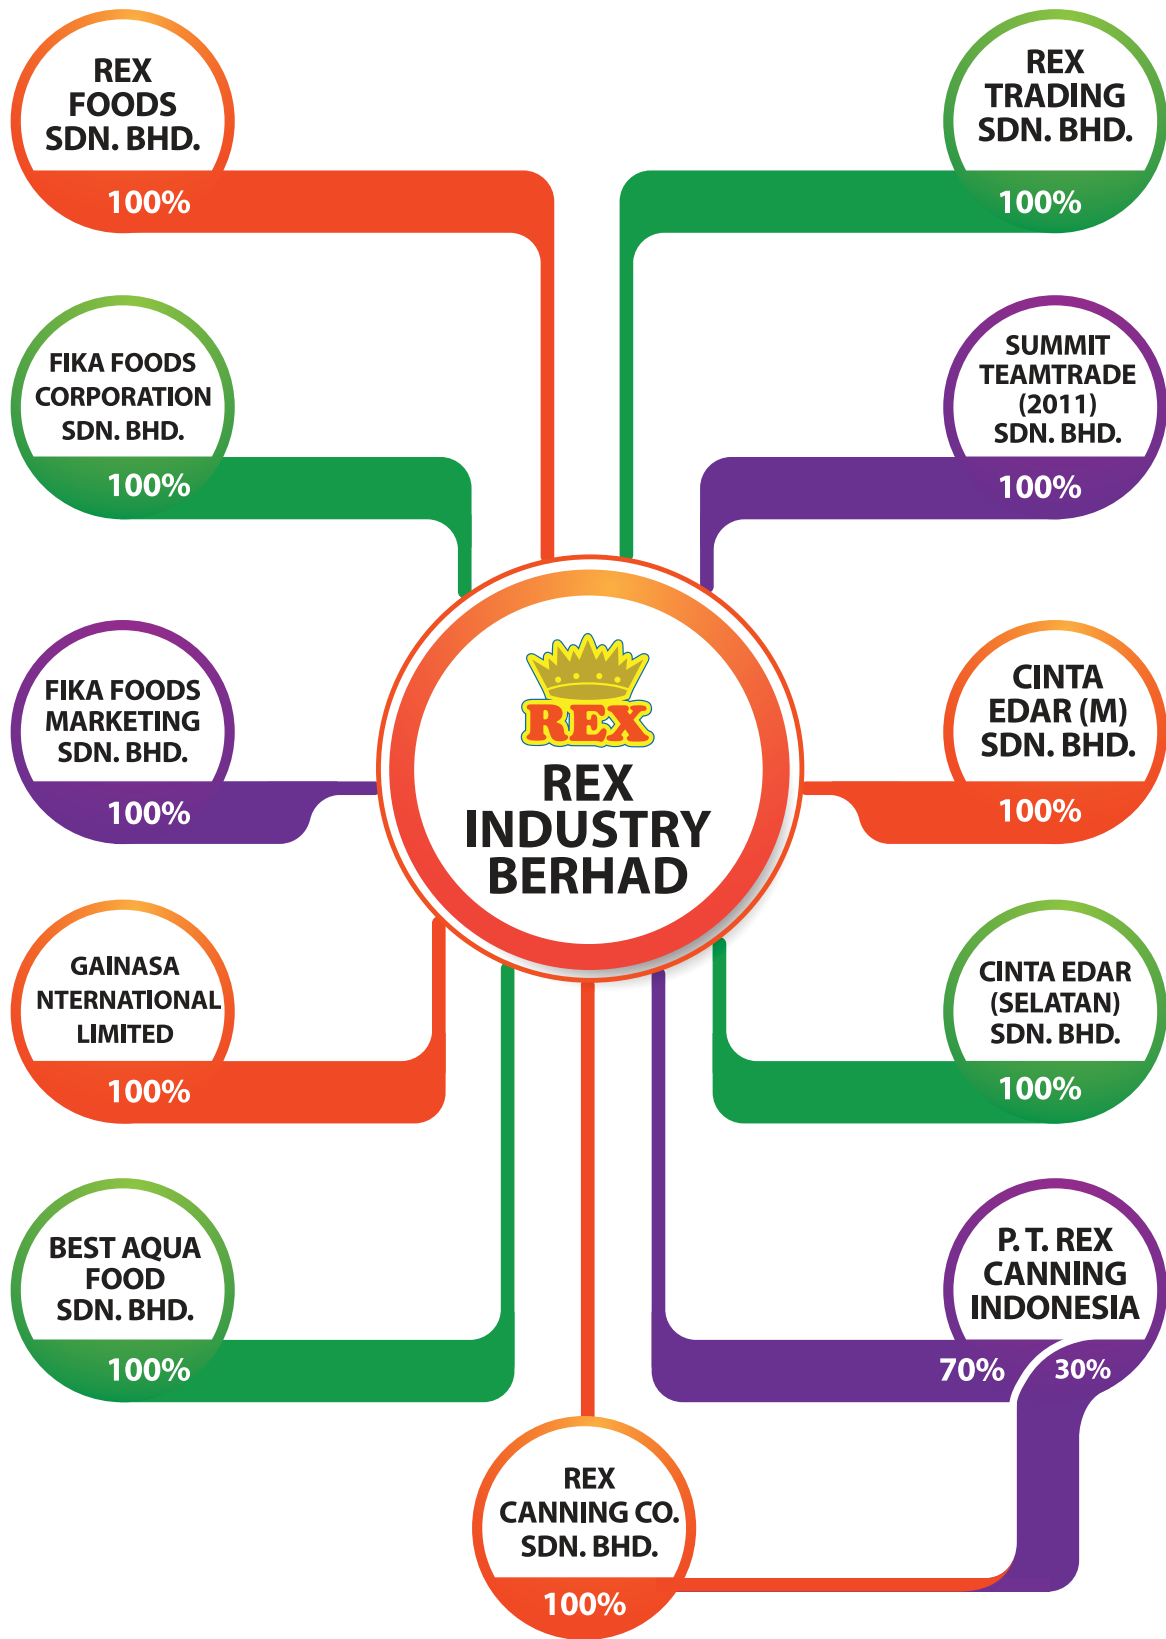 REX
FOODS
SDN. BHD.
100%
REX
TRADING
SDN. BHD.
100%
FIKA FOODS
CORPORATION
SDN. BHD.
100%
SUMMIT
TEAMTRADE
(2011)
SDN. BHD.
100%
FIKA FOODS
MARKETING
SDN. BHD.
100%
REX
REX
INDUSTRY
BERHAD
CINTA
EDAR (M)
SDN. BHD.
100%
GAINASA
NTERNATIONAL
LIMITED
100%
CINTA EDAR
(SELATAN)
SDN. BHD.
100%
BEST AQUA
FOOD
SDN. BHD.
100%
P. T. REX
CANNING
INDONESIA
70% 30%
REX
CANNING CO.
SDN. BHD.
100%